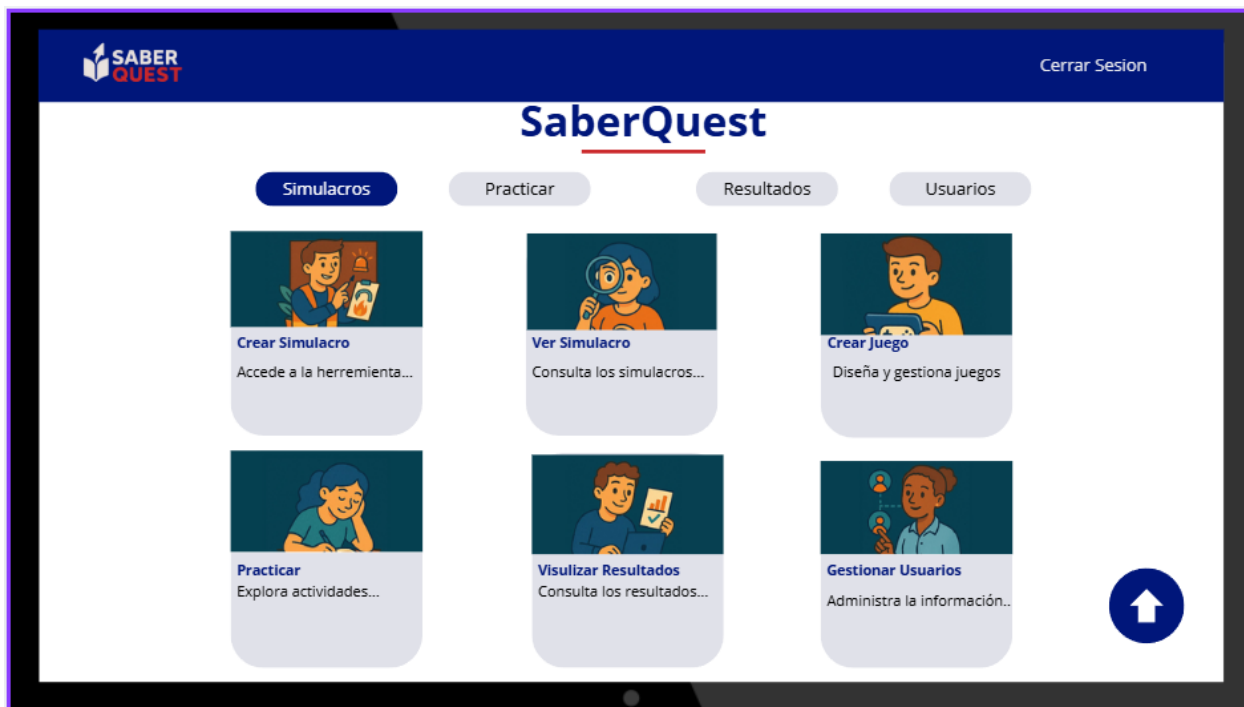 SABER
QUEST
Cerrar Sesion
SaberQuest
Simulacros
Practicar
Resultados
Usuarios
Crear Simulacro
Accede a la herremienta...
Ver Simulacro
Consulta los simulacros...
Crear Juego
Diseña y gestiona juegos
Practicar
Explora actividades...
Visulizar Resultados
Consulta los resultados...
Gestionar Usuarios
Administra la información..